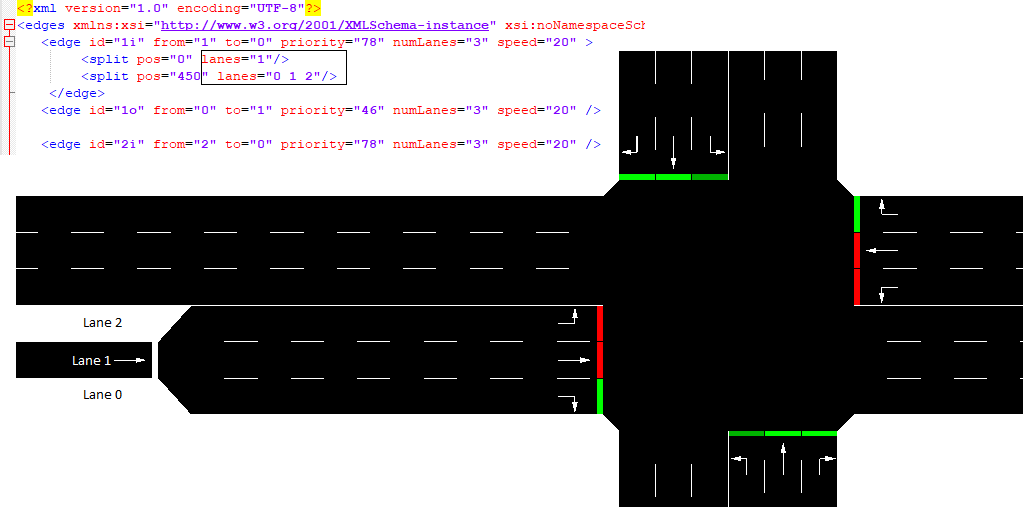 <?xml version="1.0" encoding="UTF-8"?>
<edges xmlns:xsi="http://www.w3.org/2001/XMLSchema-instance" xsi:noNamespaceSch
<edge id="1i" from="1" to="0" priority="78" numLanes="3" speed="20" >
<split pos="0" lanes="1"/>
<split pos="450" lanes="0 1 2"/>
</edge>
<edge id="1o" from="0" to="1" priority="46" numLanes="3" speed="20" />
<edge id="2i" from="2" to="0" priority="78" numLanes="3" speed="20" />
Lane 2
Lane 1
Lane 0